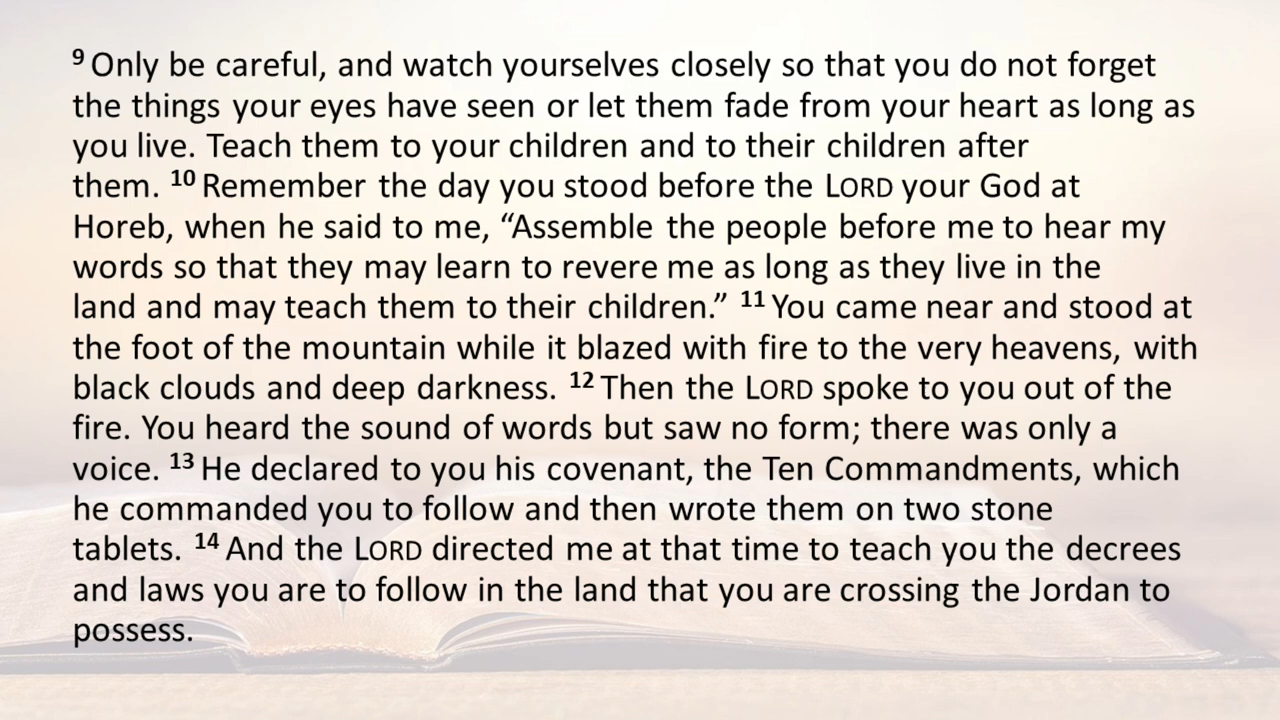 9 Only be careful, and watch yourselves closely so that you do not forget
the things your eyes have seen or let them fade from your heart as long as
you live. Teach them to your children and to their children after
them. 10 Remember the day you stood before the LORD your God at
Horeb, when he said to me, “Assemble the people before me to hear my
words so that they may learn to revere me as long as they live in the
land and may teach them to their children.” 11 You came near and stood at
the foot of the mountain while it blazed with fire to the very heavens, with
black clouds and deep darkness. 12 Then the LORD spoke to you out of the
fire. You heard the sound of words but saw no form; there was only a
voice. 13 He declared to you his covenant, the Ten Commandments, which
he commanded you to follow and then wrote them on two stone
tablets. 14 And the LORD directed me at that time to teach you the decrees
and laws you are to follow in the land that you are crossing the Jordan to
possess.